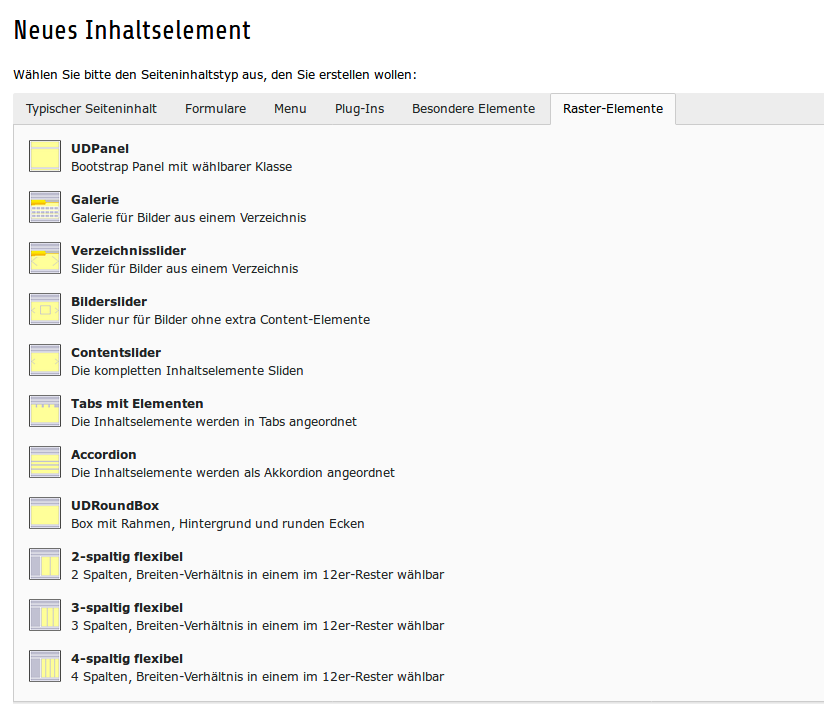 Neues Inhaltselement
Wählen Sie bitte den Seiteninhaltstyp aus, den Sie erstellen wollen:
Typischer Seiteninhalt Formulare Menu Plug-Ins Besondere Elemente Raster-Elemente
UDPanel
Bootstrap Panel mit wählbarer Klasse
Galerie
Galerie für Bilder aus einem Verzeichnis
Verzeichnisslider
Slider für Bilder aus einem Verzeichnis
Bilderslider
Slider nur für Bilder ohne extra Content-Elemente
Contentslider
Die kompletten Inhaltselemente Sliden
Tabs mit Elementen
Die Inhaltselemente werden in Tabs angeordnet
Accordion
Die Inhaltselemente werden als Akkordion angeordnet
UDRoundBox
Box mit Rahmen, Hintergrund und runden Ecken
2-spaltig flexibel
2 Spalten, Breiten-Verhältnis in einem im 12er-Rester wählbar
3-spaltig flexibel
3 Spalten, Breiten-Verhältnis in einem im 12er-Rester wählbar
4-spaltig flexibel
4 Spalten, Breiten-Verhältnis in einem im 12er-Rester wählbar